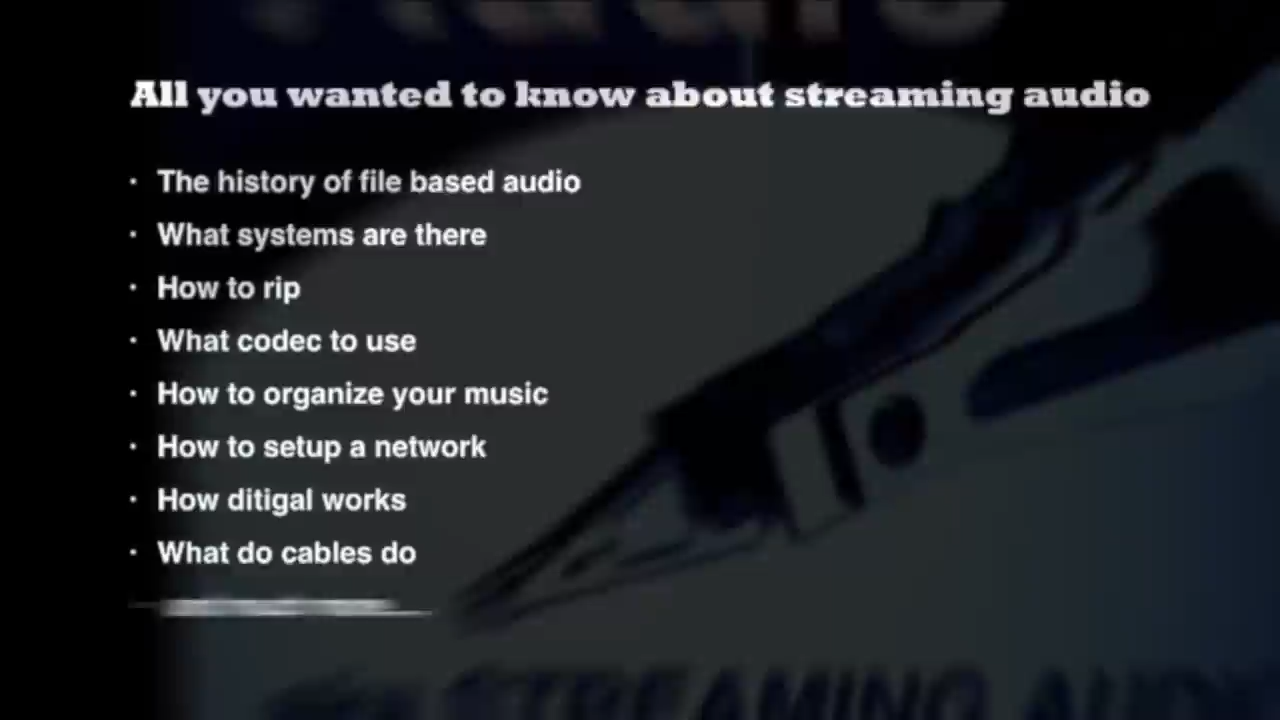 All you wanted to know about streaming audio
· The history of file based audio
· What systems are there
· How to rip
· What codec to use
· How to organize your music
· How to setup a network
· How ditigal works
· What do cables do
STREAMING AUDIO